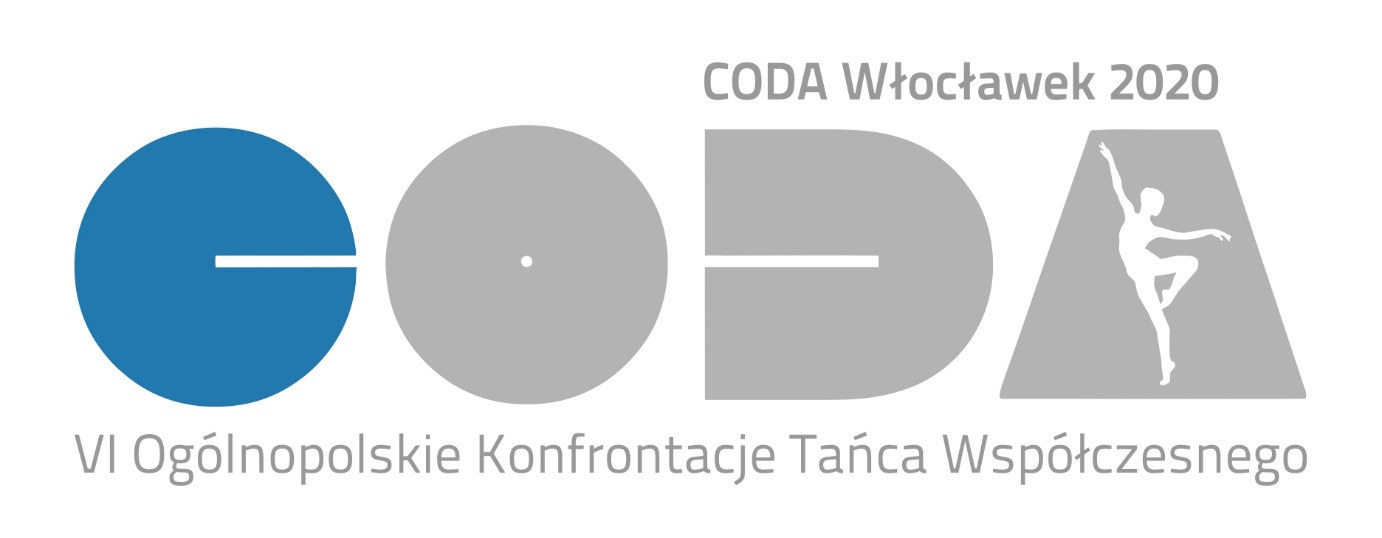 CODA Włocławek 2020
CODA
VI Ogólnopolskie Konfrontacje Tańca Współczesnego